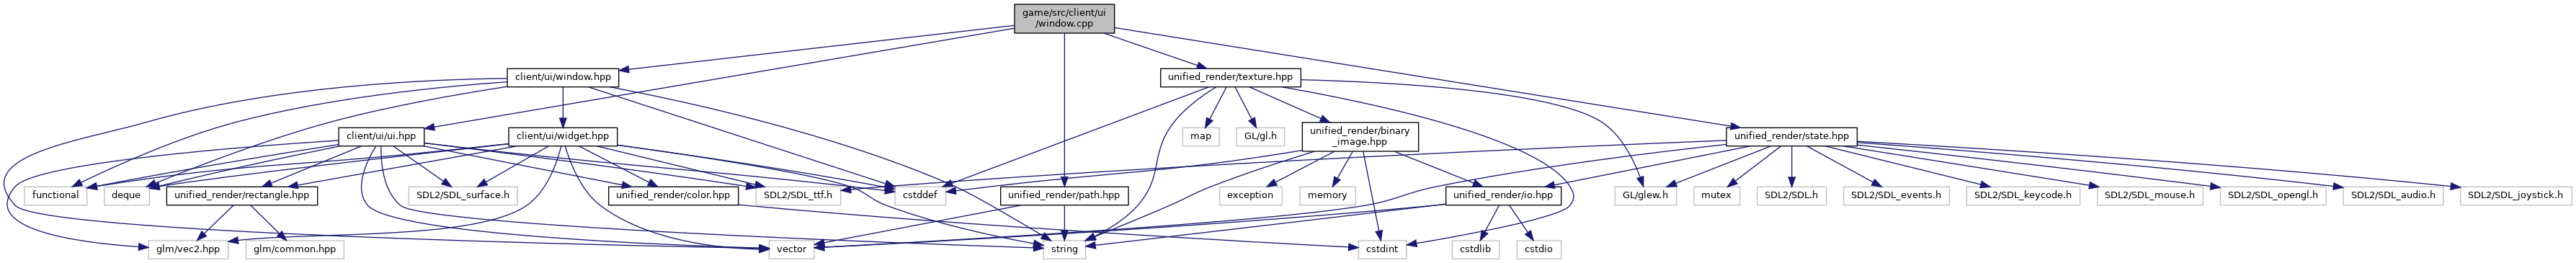 game/src/client/ui
/window.cpp
client/ui/window.hpp
unified_render/texture.hpp
client/ui/ui.hpp
client/ui/widget.hpp
map
GL/gl.h
unified_render/binary
_image.hpp
unified_render/state.hpp
functional
deque
unified_render/rectangle.hpp
SDL2/SDL_surface.h
unified_render/color.hpp
SDL2/SDL_ttf.h
cstddef
unified_render/path.hpp
exception
memory
unified_render/io.hpp
GL/glew.h
mutex
SDL2/SDL.h
SDL2/SDL_events.h
SDL2/SDL_keycode.h
SDL2/SDL_mouse.h
SDL2/SDL_opengl.h
SDL2/SDL_audio.h
SDL2/SDL_joystick.h
glm/vec2.hpp
glm/common.hpp
vector
string
cstdint
cstdlib
cstdio